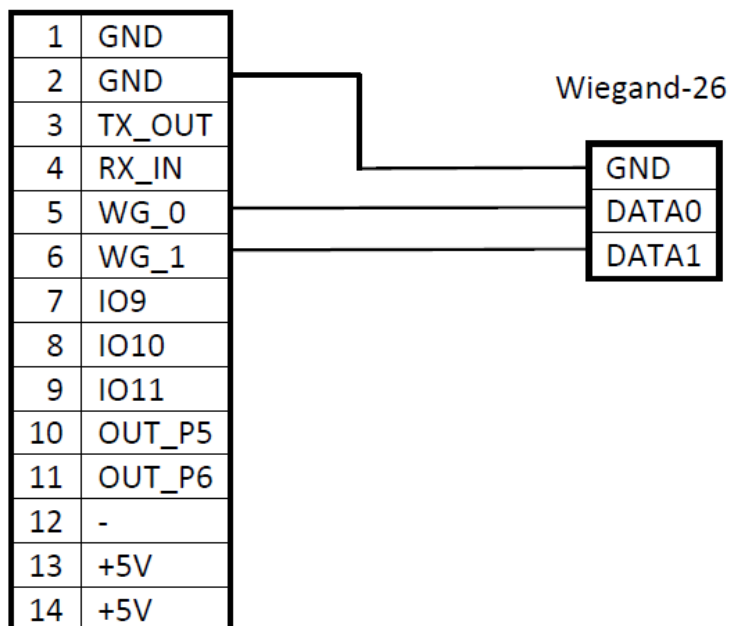 1 GND
2 GND
Wiegand-26
3 TX_OUT
4 RX_IN
GND
5 WG_0
DATA0
6 WG_1
DATA1
7 IO9
8 IO10
9 IO11
10 OUT_P5
11 OUT_P6
12 -
13 +5V
14 +5V